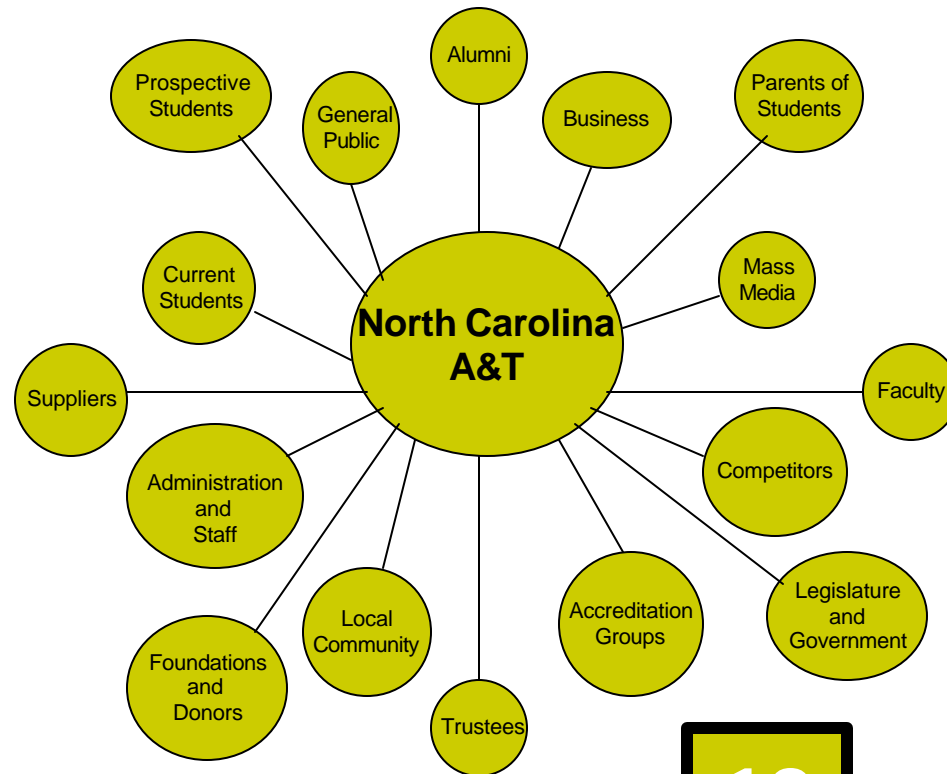 Alumni
Prospective
Students
General
Public
Business
Parents of
Students
Current
Students
Mass
Media
North Carolina
A&T
Suppliers
Faculty
Administration
and
Staff
Competitors
Local
Community
Accreditation
Groups
Legislature
and
Government
Foundations
and
Donors
Trustees